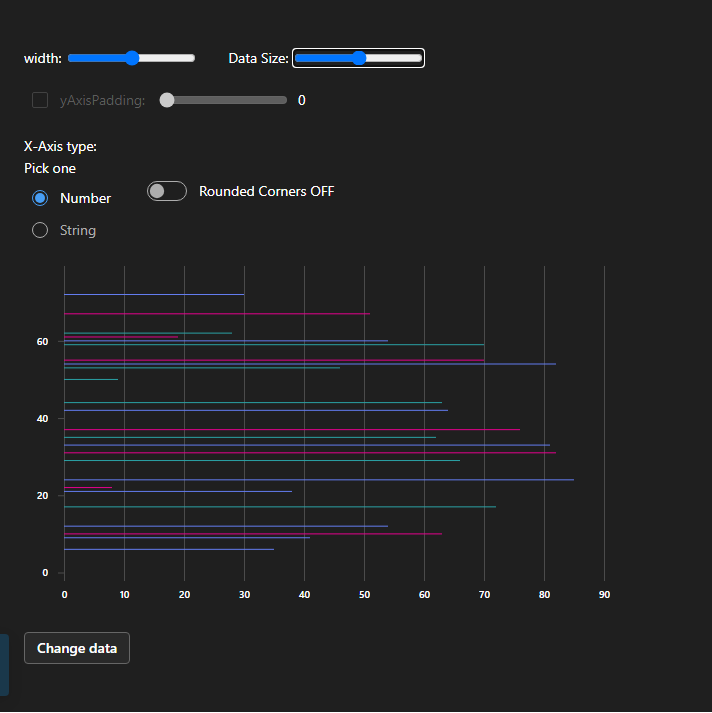 width: Data Size:
yAxisPadding: 0
X-Axis type:
Pick one
Number Rounded Corners OFF
String
60
40
20
0
0 10 20 30 40 50 60 70 80 90
Change data